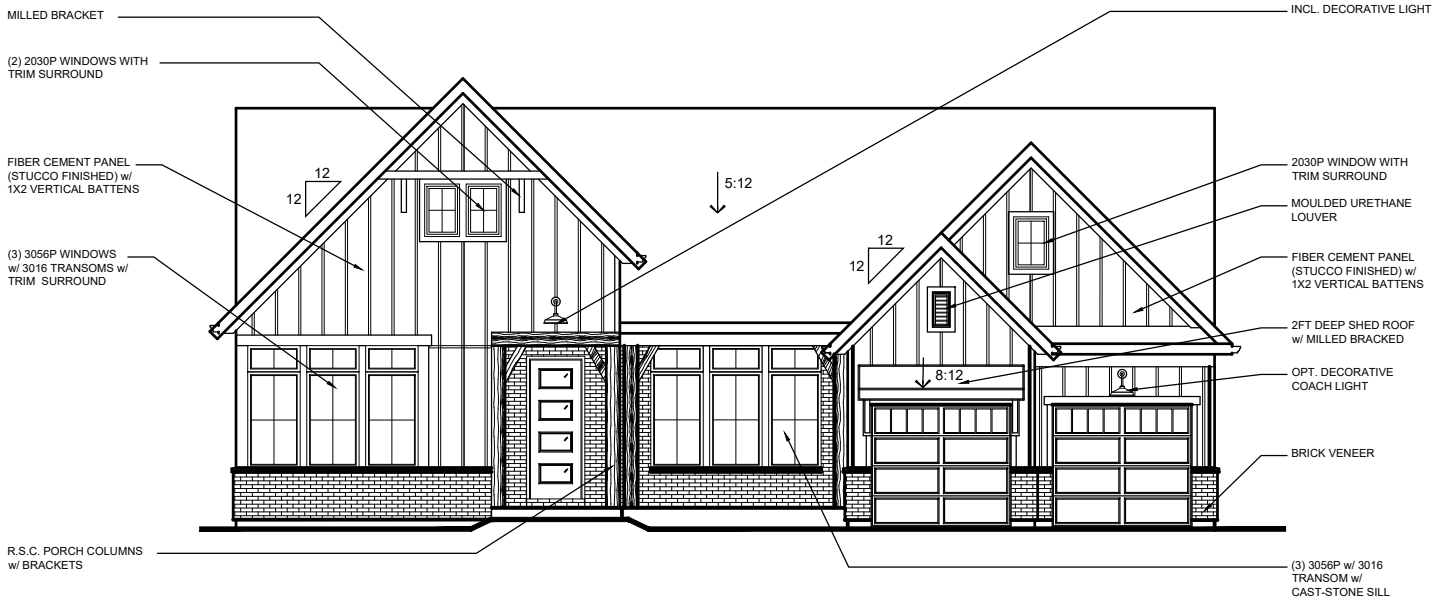 MILLED BRACKET
(2) 2030P WINDOWS WITH
TRIM SURROUND
FIBER CEMENT PANEL
(STUCCO FINISHED) w/
1X2 VERTICAL BATTENS
(3) 3056P WINDOWS
w/ 3016 TRANSOMS w/
TRIM SURROUND
R.S.C. PORCH COLUMNS
w/ BRACKETS
12
12
5:12
12
12
8:12
INCL. DECORATIVE LIGHT
2030P WINDOW WITH
TRIM SURROUND
MOULDED URETHANE
LOUVER
FIBER CEMENT PANEL
(STUCCO FINISHED) w/
1X2 VERTICAL BATTENS
2FT DEEP SHED ROOF
w/ MILLED BRACKED
OPT. DECORATIVE
COACH LIGHT
BRICK VENEER
(3) 3056P w/ 3016
TRANSOM w/
CAST-STONE SILL